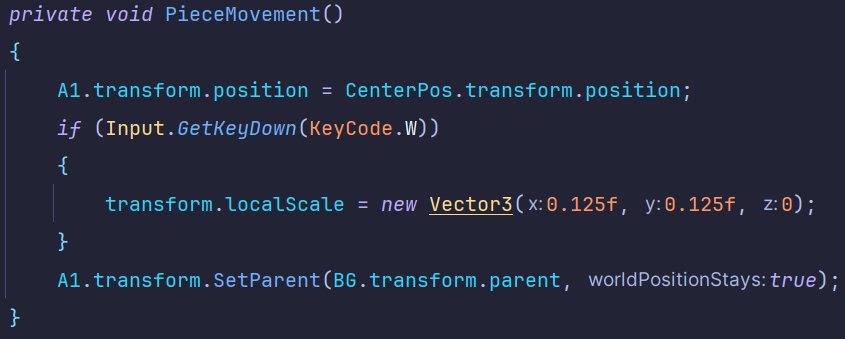 private void PieceMovement()
{
A1.transform.position = CenterPos.transform.position;
if (Input.GetKeyDown(KeyCode.W))
{
transform.localScale = new Vector3(x: 0.125f, y: 0.125f, z: 0);
}
A1.transform.SetParent(BG.transform.parent, worldPositionStays: true);
}